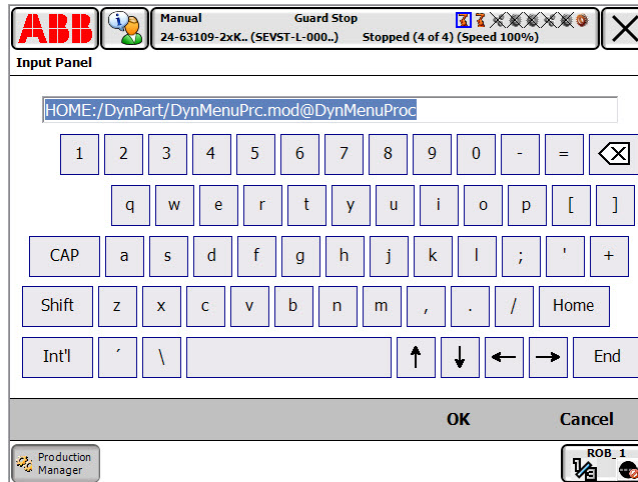 ABB
Manual Guard Stop
24-63109-2xK.. (SEVST-L-000..) Stopped (4 of 4) (Speed 100%)
Input Panel
HOME:/DynPart/DynMenuPrc.mod@DynMenuProc
1 2 3 4 5 6 7 8 9 0 - =
q w e r t y u i o p [ ]
CAP a s d f g h j k l ; ' +
Shift z x c v b n m , . / Home
Int'l ´ \ ↑ ↓ ← → End
OK Cancel
Production
Manager
ROB_1
1/3